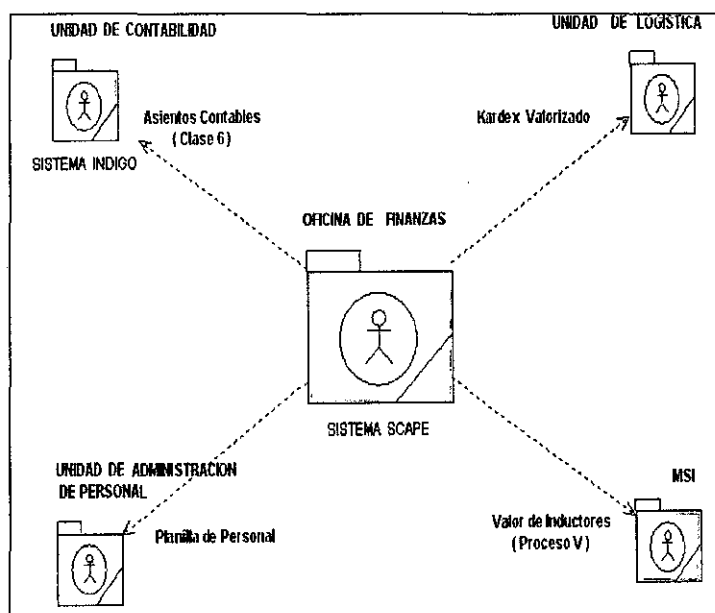 UNIDAD DE CONTABILIDAD
UNIDAD DE LOGÍSTICA
Asientos Contables
( Clase 6 )
Kardex Valorizado
SISTEMA INDIGO
OFICINA DE FINANZAS
SISTEMA SCAPE
UNIDAD DE ADMINISTRACION
DE PERSONAL
MSI
Planilla de Personal
Valor de Inductores
( Proceso V )